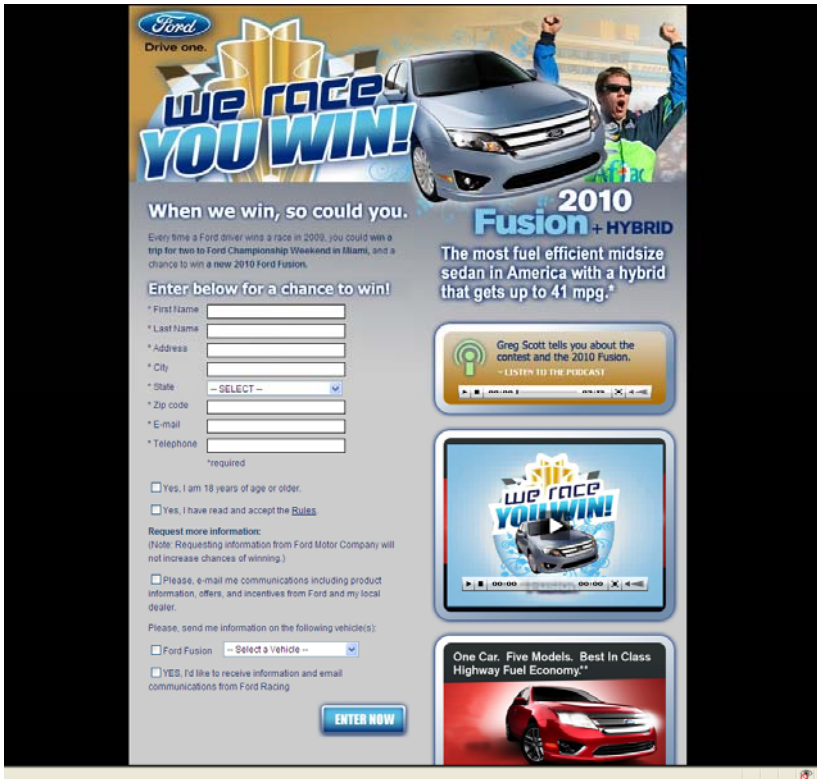 Ford
Drive one.
We race
YOU WIN!
Aflac
When we win, so could you.
Every time a Ford driver wins a race in 2009, you could win a
trip for two to Ford Championship Weekend in Miami, and a
chance to win a new 2010 Ford Fusion.
Enter below for a chance to win!
* First Name
* Last Name
* Address
* City
* State
-- SELECT --
* Zip code
* E-mail
* Telephone
*required
Yes, I am 18 years of age or older.
Yes, I have read and accept the Rules.
Request more information:
(Note: Requesting information from Ford Motor Company will
not increase chances of winning.)
Please, e-mail me communications including product
information, offers, and incentives from Ford and my local
dealer.
Please, send me information on the following vehicle(s):
Ford Fusion
-- Select a Vehicle --
YES, I'd like to receive information and email
communications from Ford Racing
ENTER NOW
2010
Fusion + HYBRID
The most fuel efficient midsize
sedan in America with a hybrid
that gets up to 41 mpg.*
Greg Scott tells you about the
contest and the 2010 Fusion.
~ LISTEN TO THE PODCAST
00:00
We race
YOU WIN!
00:00
00:00
One Car. Five Models. Best In Class
Highway Fuel Economy.**